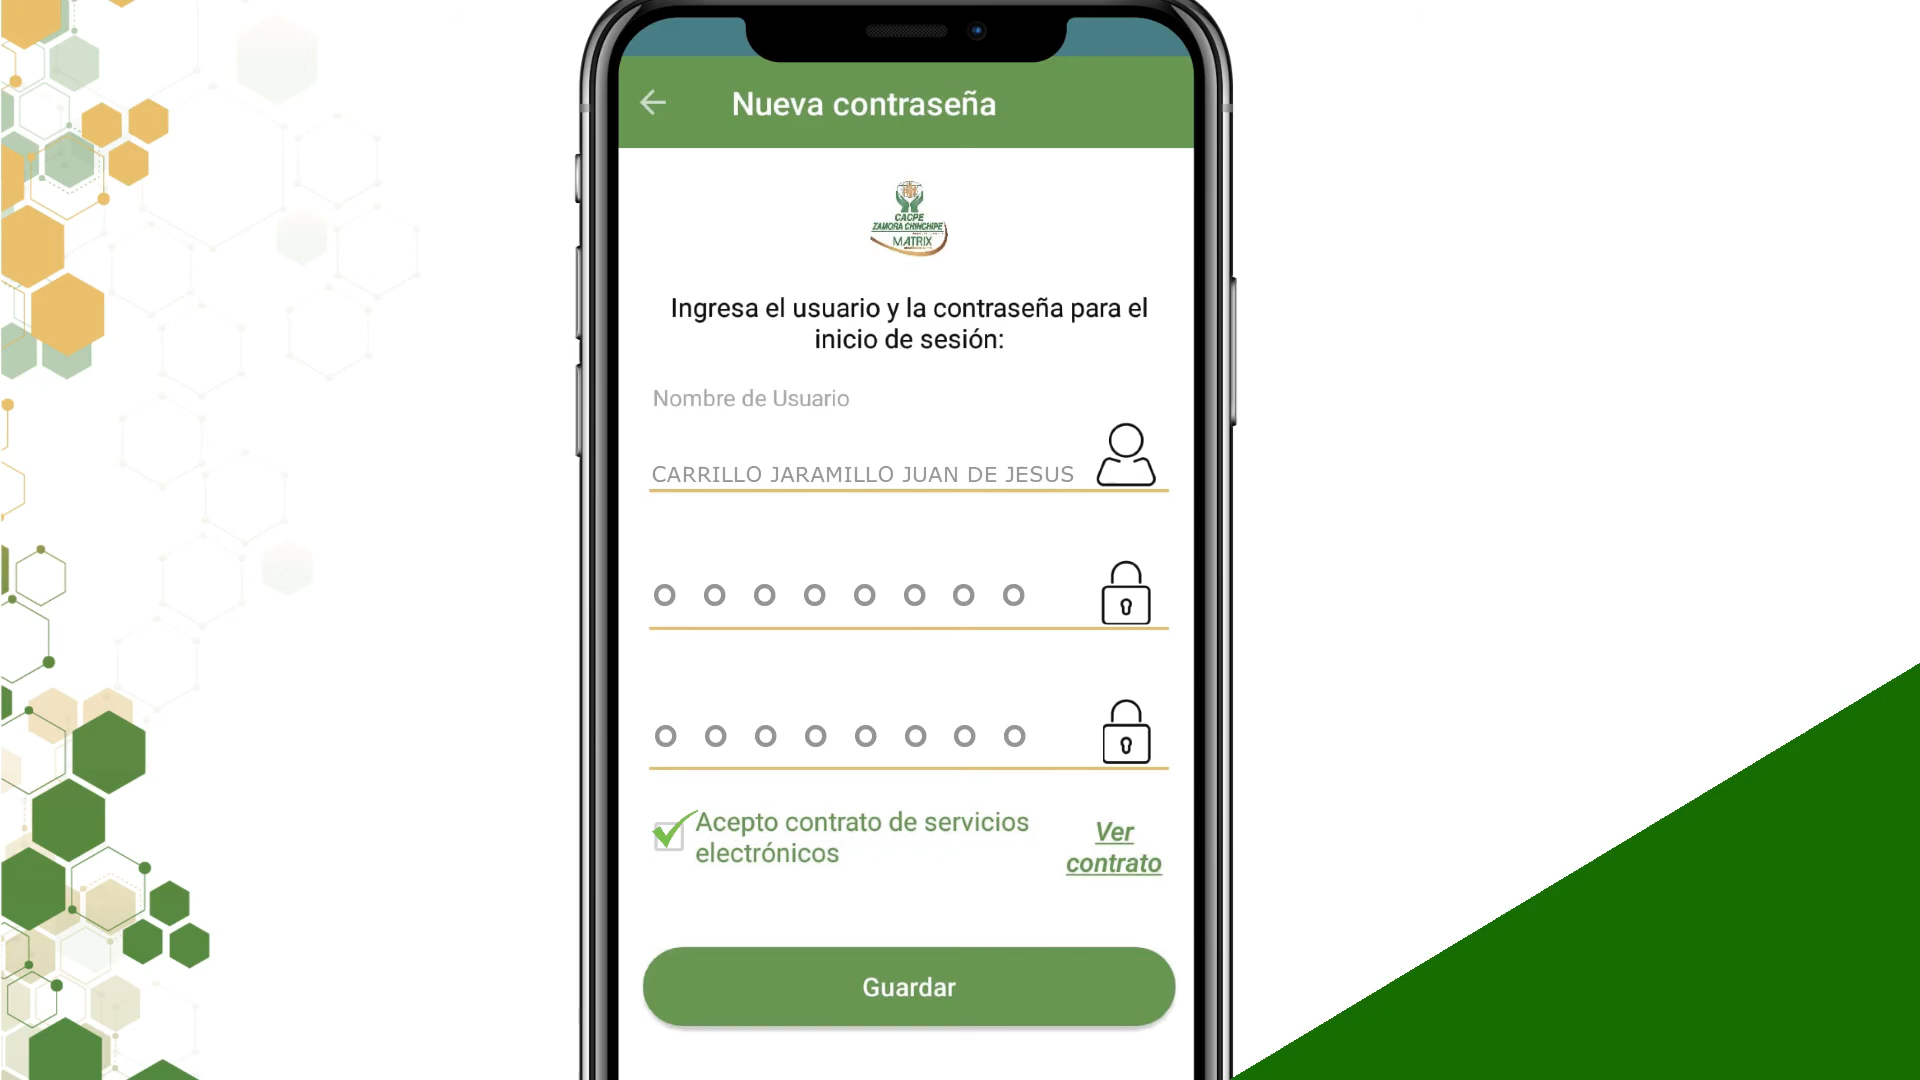 Nueva contraseña
CACPE
ZAMORA CHINCHIPE
MATRIX
Ingresa el usuario y la contraseña para el
inicio de sesión:
Nombre de Usuario
CARRILLO JARAMILLO JUAN DE JESUS
Acepto contrato de servicios
electrónicos
Ver
contrato
Guardar